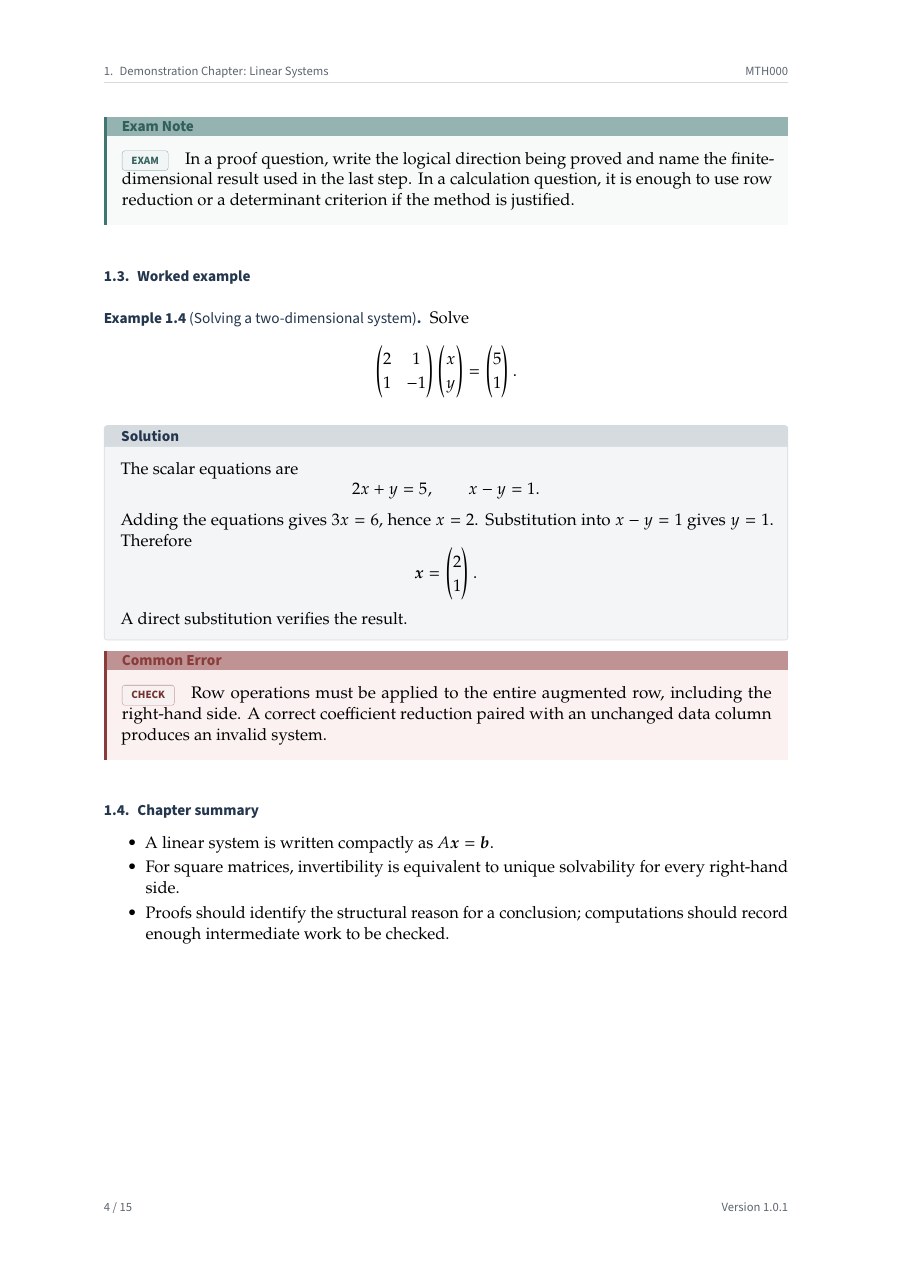 1. Demonstration Chapter: Linear Systems MTH000
Exam Note
EXAM In a proof question, write the logical direction being proved and name the finite-
dimensional result used in the last step. In a calculation question, it is enough to use row
reduction or a determinant criterion if the method is justified.
1.3. Worked example
Example 1.4 (Solving a two-dimensional system). Solve
(2 1; 1 −1) (x; y) = (5; 1).
Solution
The scalar equations are
2x + y = 5, x − y = 1.
Adding the equations gives 3x = 6, hence x = 2. Substitution into x − y = 1 gives y = 1.
Therefore
x = (2; 1).
A direct substitution verifies the result.
Common Error
CHECK Row operations must be applied to the entire augmented row, including the
right-hand side. A correct coefficient reduction paired with an unchanged data column
produces an invalid system.
1.4. Chapter summary
• A linear system is written compactly as Ax = b.
• For square matrices, invertibility is equivalent to unique solvability for every right-hand
side.
• Proofs should identify the structural reason for a conclusion; computations should record
enough intermediate work to be checked.
4 / 15 Version 1.0.1